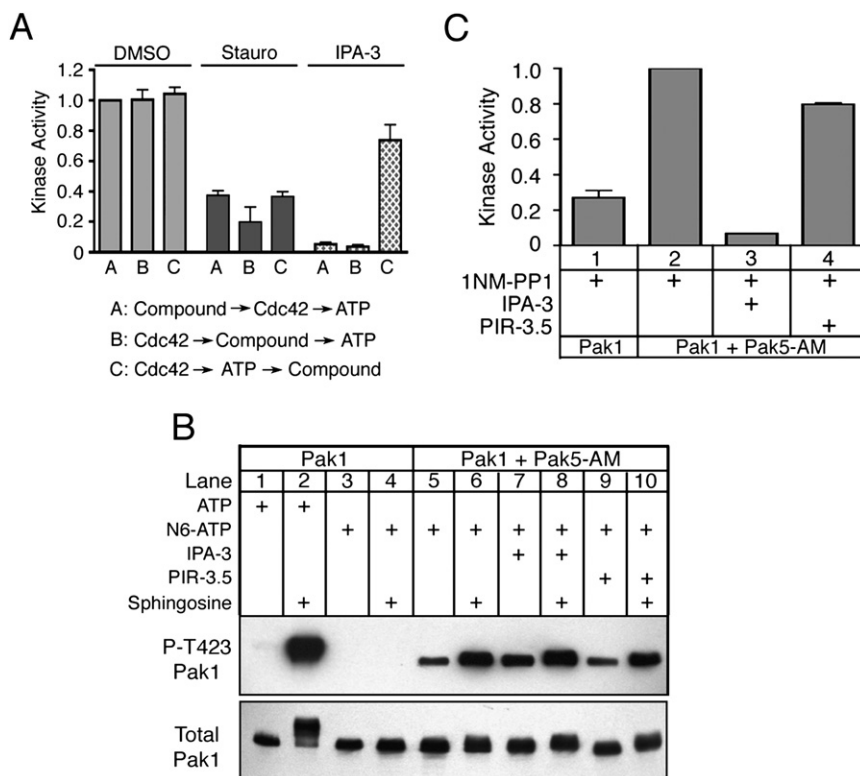 A
DMSO Stauro IPA-3
Kinase Activity
1.2
1.0
0.8
0.6
0.4
0.2
0
A B C A B C A B C
A: Compound → Cdc42 → ATP
B: Cdc42 → Compound → ATP
C: Cdc42 → ATP → Compound
C
Kinase Activity
1.0
0.8
0.6
0.4
0.2
0
1 2 3 4
1NM-PP1 + + + +
IPA-3 +
PIR-3.5 +
Pak1 Pak1 + Pak5-AM
B
Pak1 Pak1 + Pak5-AM
Lane 1 2 3 4 5 6 7 8 9 10
ATP + +
N6-ATP + + + + + + + +
IPA-3 + +
PIR-3.5 + +
Sphingosine + + + + +
P-T423
Pak1
Total
Pak1